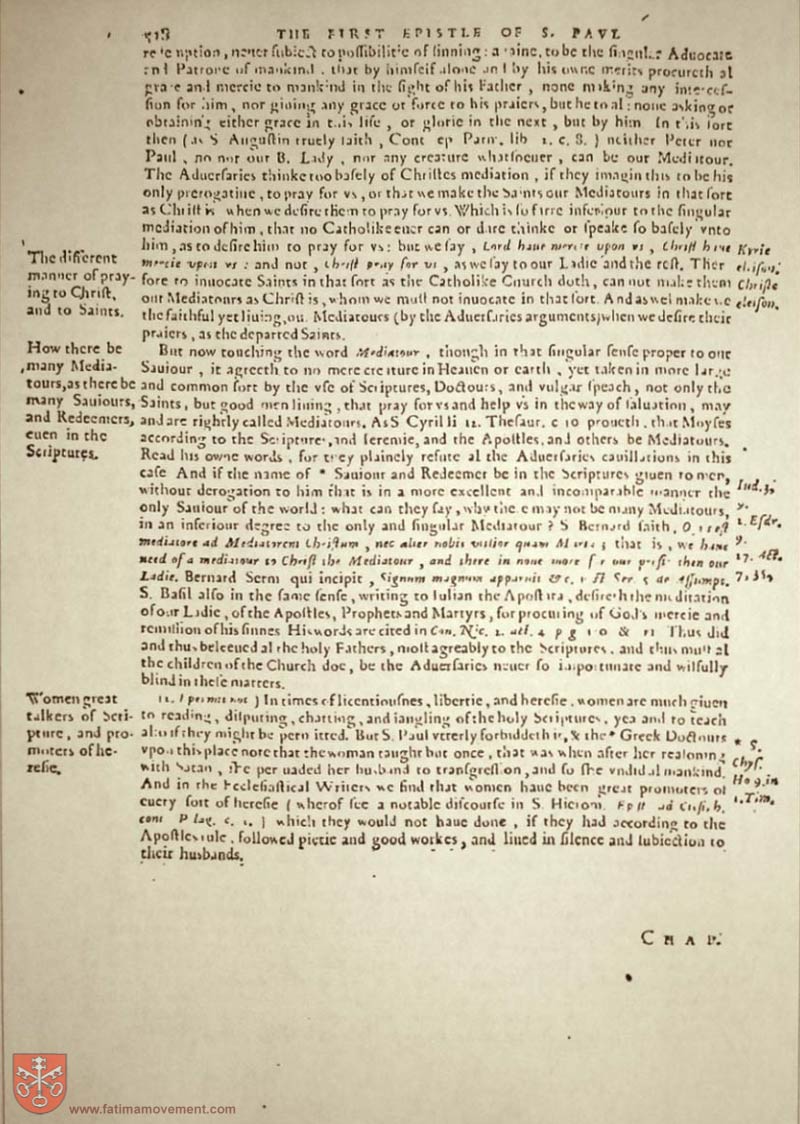 518 THE FIRST EPISTLE OF S. PAVL
redemption, neuer subiect to possibilitie of sinning: againe, to be the singular Aduocate
and Patrone of mankind, that by himself alone and by his owne merits procureth al
grace and mercie to mankind in the sight of his Father, none making any interces-
sion for him, nor giuing any grace or force to his praiers, but he to al: none asking or
obtaining either grace in this life, or glorie in the next, but by him. In this sort
then (as S Augustin truely saith, Cont ep Parm. lib 2. c. 8.) neither Peter nor
Paul, no nor our B. Lady, nor any creature whatsoeuer, can be our Mediatour.
The Aduersaries thinke too basely of Christes mediation, if they imagin this to be his
only prerogatiue, to pray for vs, or that we make the Saints our Mediatours in that sort
as Christ is when we desire them to pray for vs. Which is so farre inferiour to the singular
mediation of him, that no Catholike euer can or dare thinke or speake so basely vnto
him, as to desire him to pray for vs: but we say, Lord haue mercie vpon vs, Christ haue
mercie vpon vs: and not, Christ pray for vs, as we say to our Ladie and the rest. Ther
fore to inuocate Saints in that sort as the Catholike Church doth, can not make them
our Mediatours as Christ is, whom we must not inuocate in that sort. And as wel make we
the faithful yet liuing, our Mediatours (by the Aduersaries arguments) when we desire their
praiers, as the departed Saints.
Kyrie
eleison,
Christe
eleison.
The different
manner of pray-
ing to Christ,
and to Saints.
But now touching the word Mediatour, though in that singular sense proper to our
Sauiour, it agreeth to no mere creature in Heauen or earth, yet taken in more large
and common sort by the vse of Scriptures, Doctours, and vulgar speach, not only the
Saints, but good men liuing, that pray for vs and help vs in the way of saluation, may
and are rightly called Mediatours. As S Cyril li 12. Thesaur. c 10 proueth, that Moyses
according to the Scriptures, and Ieremie, and the Apostles, and others be Mediatours.
Read his owne words, for they plainely refute al the Aduersaries cauillations in this
case And if the name of * Sauiour and Redeemer be in the Scriptures giuen to men,
without derogation to him that is in a more excellent and incomparable manner the
only Sauiour of the world: what can they say, why there may not be many Mediatours,
in an inferiour degree to the only and singular Mediatour? S Bernard saith, Opus est
mediatore ad Mediatorem Christum, nec alter nobis vtilior quam Maria; that is, we haue
need of a mediatour to Christ the Mediatour, and there is none more for our profit then our
Ladie. Bernard Serm qui incipit, Signum magnum apparuit &c. Ser. de Assumpt.
S. Basil also in the same sense, writing to Iulian the Apostata, desireth the meditation
of our Ladie, of the Apostles, Prophets and Martyrs, for procuring of God's mercie and
remission of his sinnes His words are cited in Con. Nic. 2. act. 4 Thus did
and thus beleeued al the holy Fathers, most agreably to the Scriptures, and thus must al
the children of the Church doe, be the Aduersaries neuer so importunate and wilfully
blind in these matters.
How there be
many Media-
tours, as there be
many Sauiours,
and Redeemers,
euen in the
Scriptures.
Iud. 3,
9.
2. Esdr.
9.
Act.
7, 35,
12. I permit not) In times of licentiousnes, libertie, and heresie, women are much giuen
to reading, disputing, chatting, and iangling of the holy Scriptures, yea and to teach
also if they might be permitted. But S. Paul vtterly forbiddeth it, & the * Greek Doctours
vpon this place note that the woman taught but once, that was when after her reasoning
with Satan, she persuaded her husband to transgression, and so she vndid al mankind.
And in the Ecclesiastical Writers we find that women haue been great promoters of
euery sort of heresie (wherof see a notable discourse in S. Hierom. Epist ad
cont Pelag. c. 2.) which they would not haue done, if they had according to the
Apostles rule, followed pietie and good workes, and liued in silence and subiection to
their husbands.
Women great
talkers of Scri-
pture, and pro-
moters of he-
resie.
* S.
Chrys.
Ho 9. in
1. Tim.
CHAP.
www.fatimamovement.com